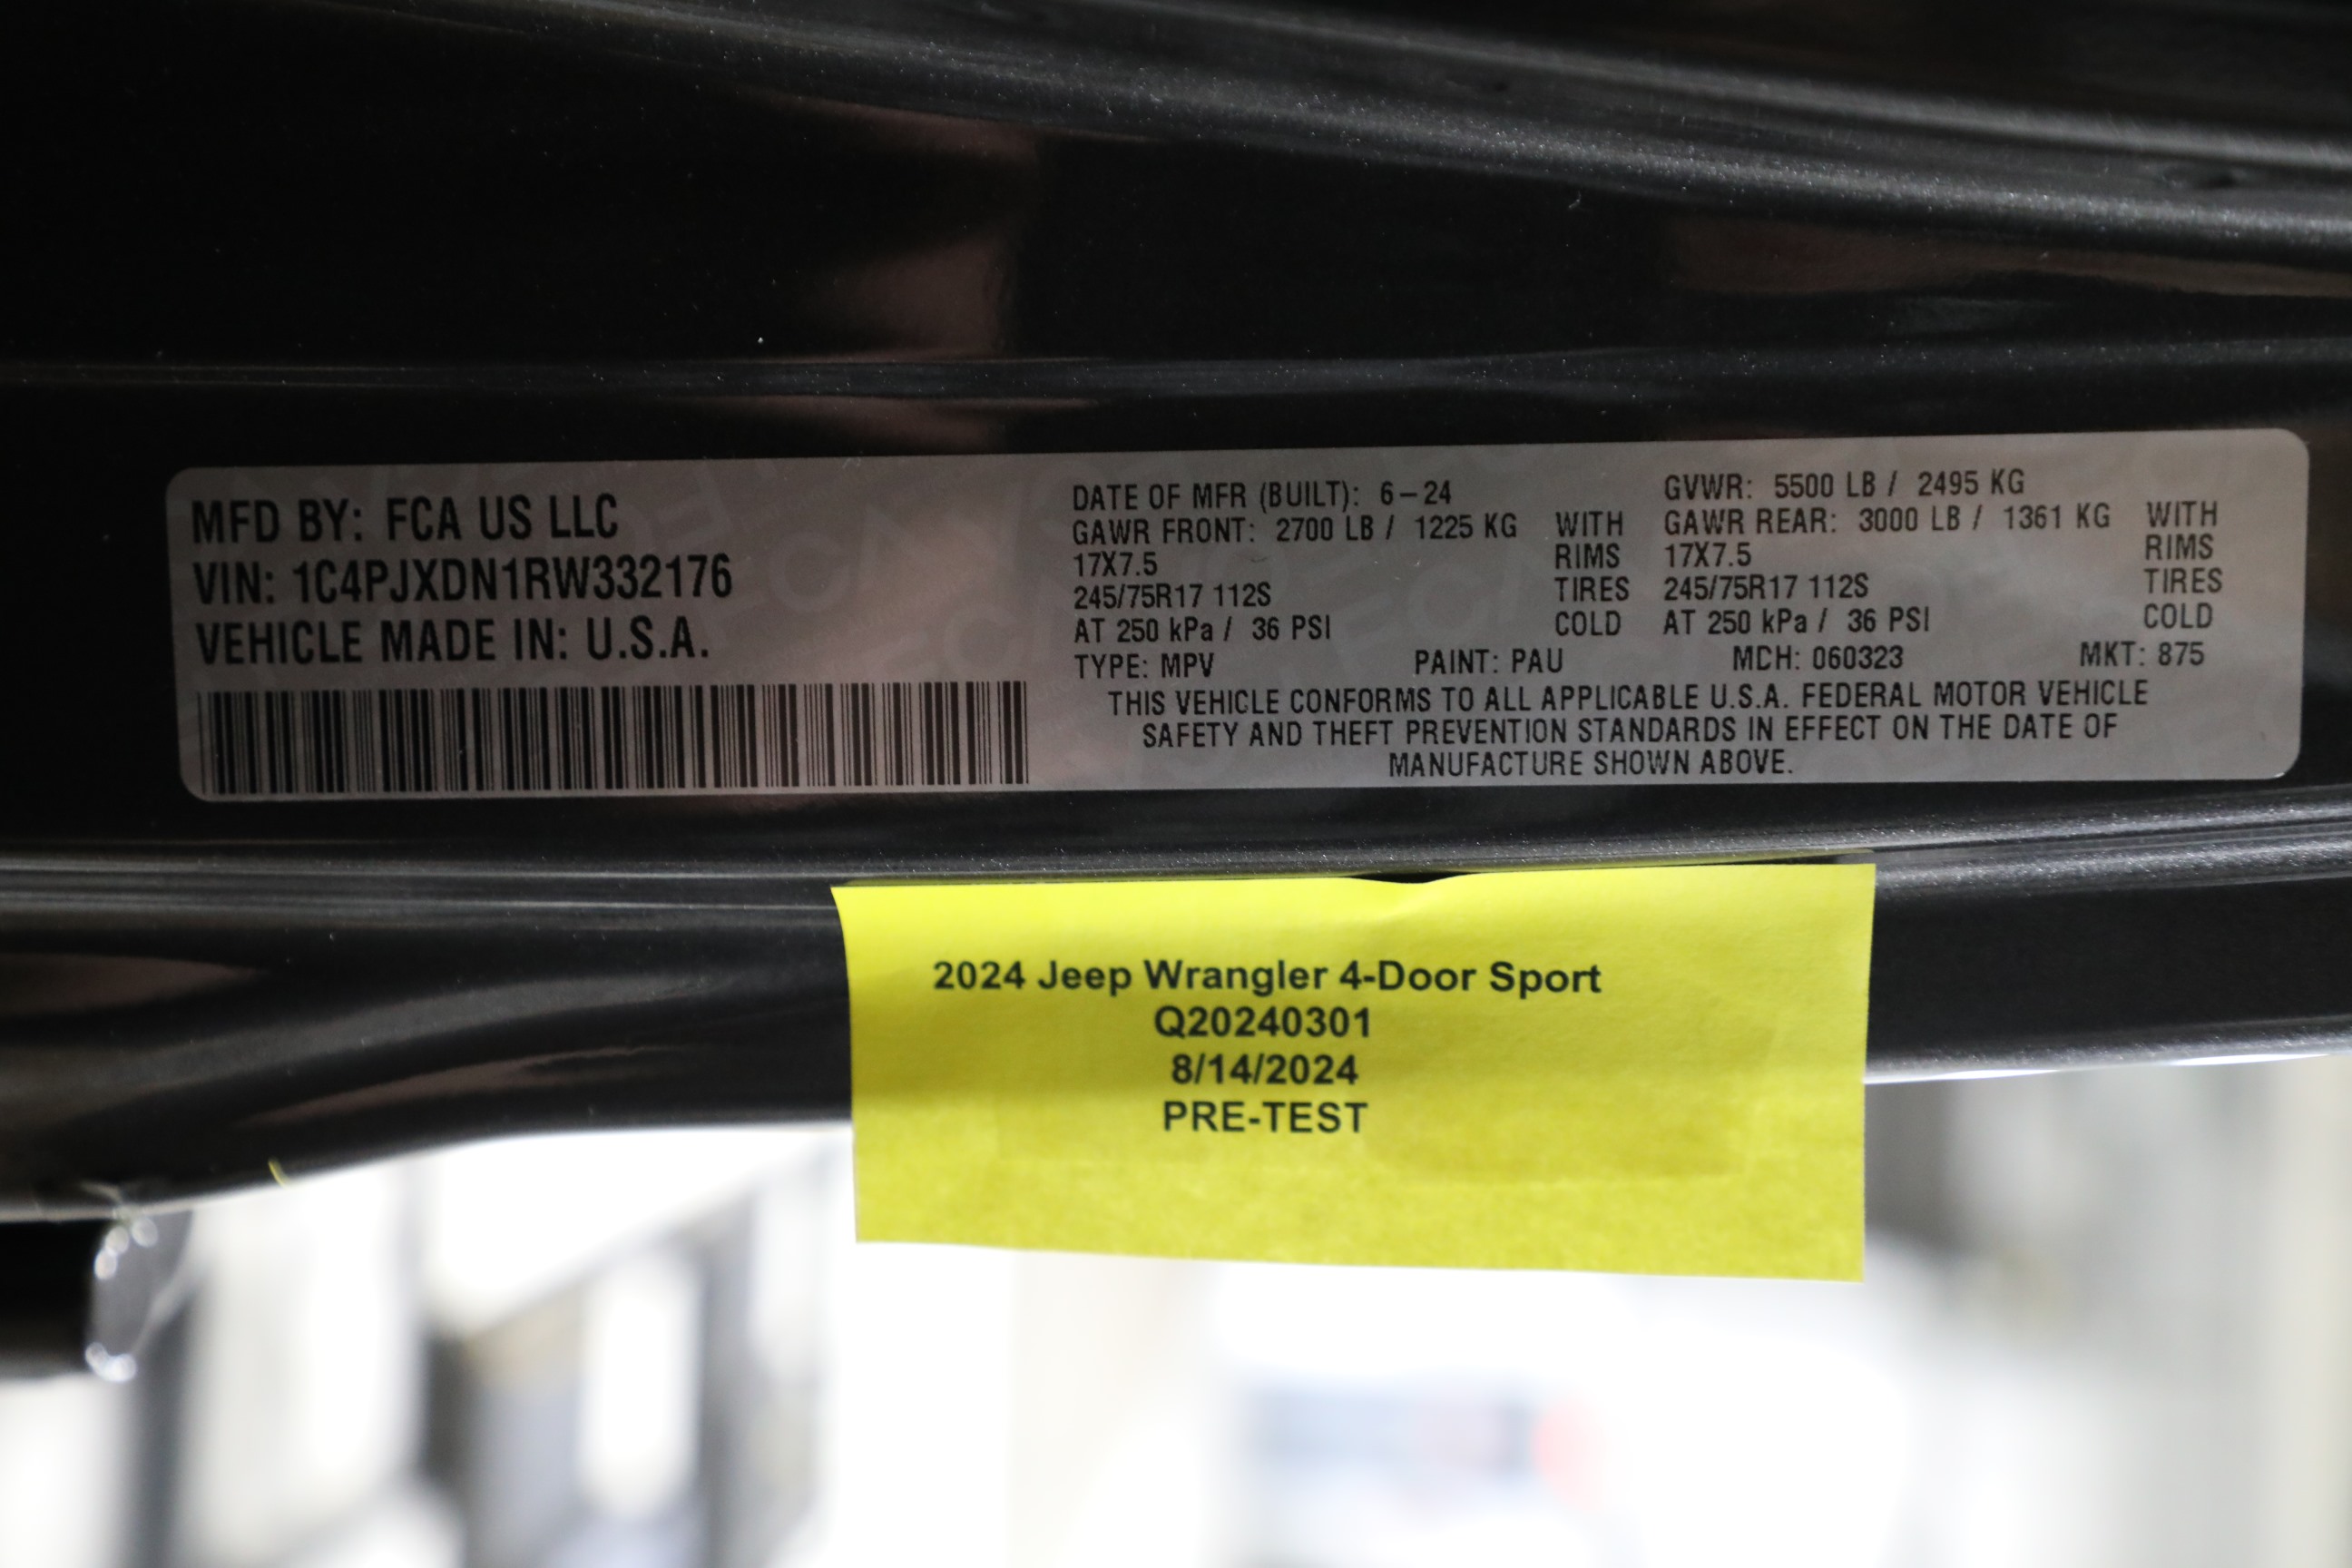 MFD BY: FCA US LLC
VIN: 1C4PJXDN1RW332176
VEHICLE MADE IN: U.S.A.
DATE OF MFR (BUILT): 6-24 GVWR: 5500 LB / 2495 KG
GAWR FRONT: 2700 LB / 1225 KG WITH GAWR REAR: 3000 LB / 1361 KG WITH
17X7.5 RIMS 17X7.5 RIMS
245/75R17 112S TIRES 245/75R17 112S TIRES
AT 250 kPa / 36 PSI COLD AT 250 kPa / 36 PSI COLD
TYPE: MPV PAINT: PAU MCH: 060323 MKT: 875
THIS VEHICLE CONFORMS TO ALL APPLICABLE U.S.A. FEDERAL MOTOR VEHICLE
SAFETY AND THEFT PREVENTION STANDARDS IN EFFECT ON THE DATE OF
MANUFACTURE SHOWN ABOVE.
2024 Jeep Wrangler 4-Door Sport
Q20240301
8/14/2024
PRE-TEST